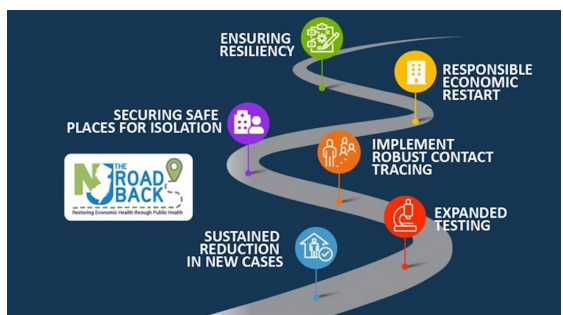 ENSURING
RESILIENCY
RESPONSIBLE
ECONOMIC
RESTART
SECURING SAFE
PLACES FOR ISOLATION
IMPLEMENT
ROBUST CONTACT
TRACING
NJ THE
ROAD
BACK
Restoring Economic Health through Public Health
EXPANDED
TESTING
SUSTAINED
REDUCTION
IN NEW CASES